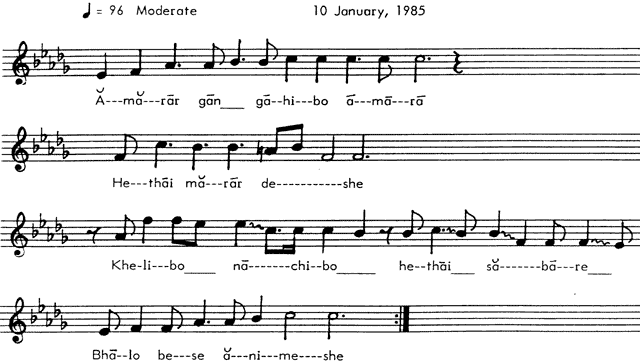 ♩ = 96 Moderate 10 January, 1985
Ă---mă---rār gān___ gā--hi--bo ā--mā--rā
He---thāi mā--rār de-----------she
Khe-li--bo____ nā-------chi--bo_____ he--thāi___ să-------bā--re___
Bhā--lo be---se ă---ni--me---she